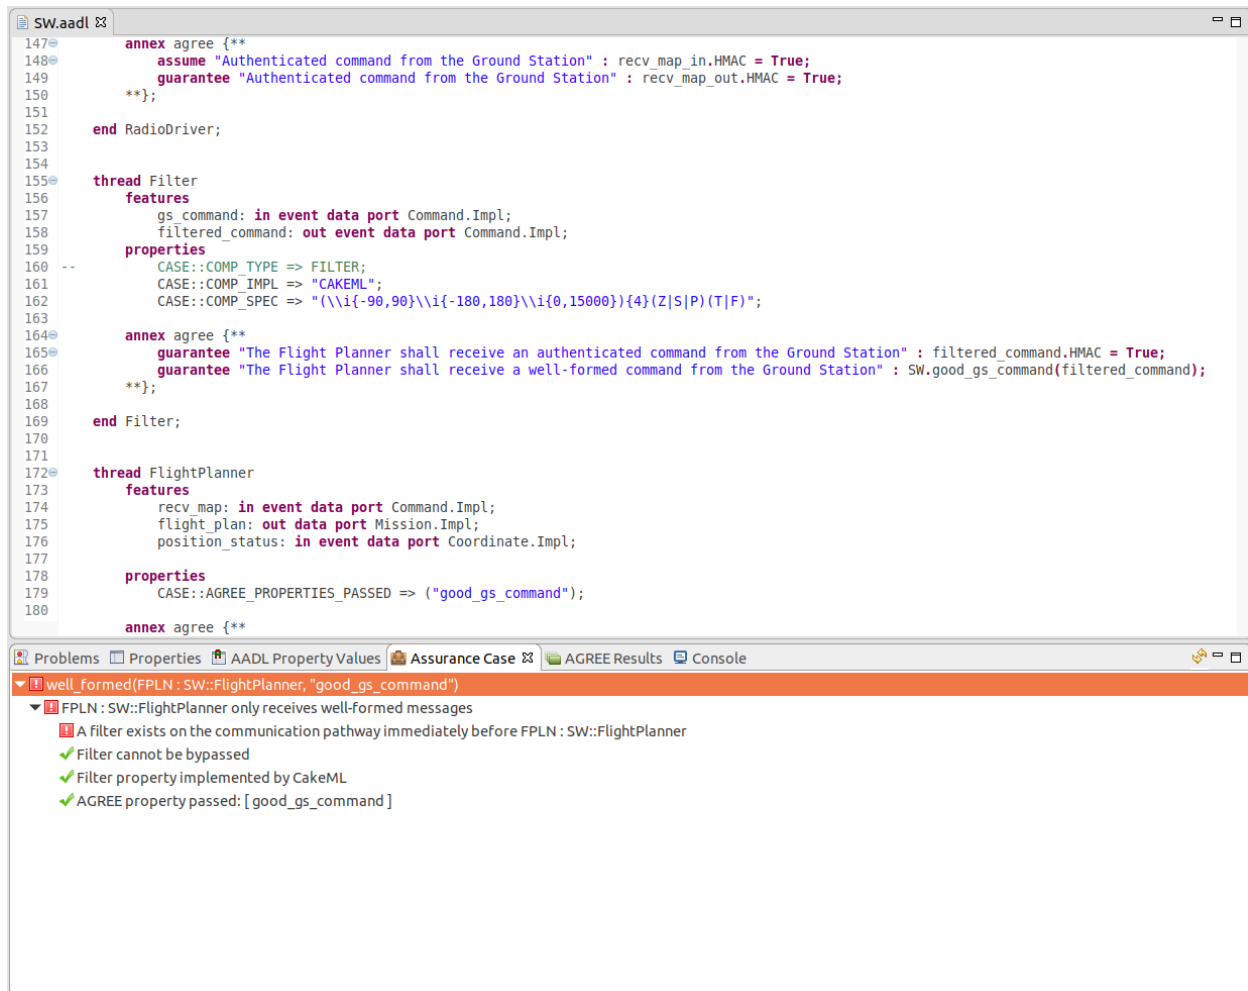 SW.aadl
147 annex agree {**
148 assume "Authenticated command from the Ground Station" : recv_map_in.HMAC = True;
149 guarantee "Authenticated command from the Ground Station" : recv_map_out.HMAC = True;
150 **};
151
152 end RadioDriver;
153
154
155 thread Filter
156 features
157 gs_command: in event data port Command.Impl;
158 filtered_command: out event data port Command.Impl;
159 properties
160 -- CASE::COMP_TYPE => FILTER;
161 CASE::COMP_IMPL => "CAKEML";
162 CASE::COMP_SPEC => "(\\i{-90,90}\\i{-180,180}\\i{0,15000}){4}(Z|S|P)(T|F)";
163
164 annex agree {**
165 guarantee "The Flight Planner shall receive an authenticated command from the Ground Station" : filtered_command.HMAC = True;
166 guarantee "The Flight Planner shall receive a well-formed command from the Ground Station" : SW.good_gs_command(filtered_command);
167 **};
168
169 end Filter;
170
171
172 thread FlightPlanner
173 features
174 recv_map: in event data port Command.Impl;
175 flight_plan: out data port Mission.Impl;
176 position_status: in event data port Coordinate.Impl;
177
178 properties
179 CASE::AGREE_PROPERTIES_PASSED => ("good_gs_command");
180
annex agree {**
Problems Properties AADL Property Values Assurance Case AGREE Results Console
well_formed(FPLN : SW::FlightPlanner, "good_gs_command")
FPLN : SW::FlightPlanner only receives well-formed messages
A filter exists on the communication pathway immediately before FPLN : SW::FlightPlanner
Filter cannot be bypassed
Filter property implemented by CakeML
AGREE property passed: [ good_gs_command ]